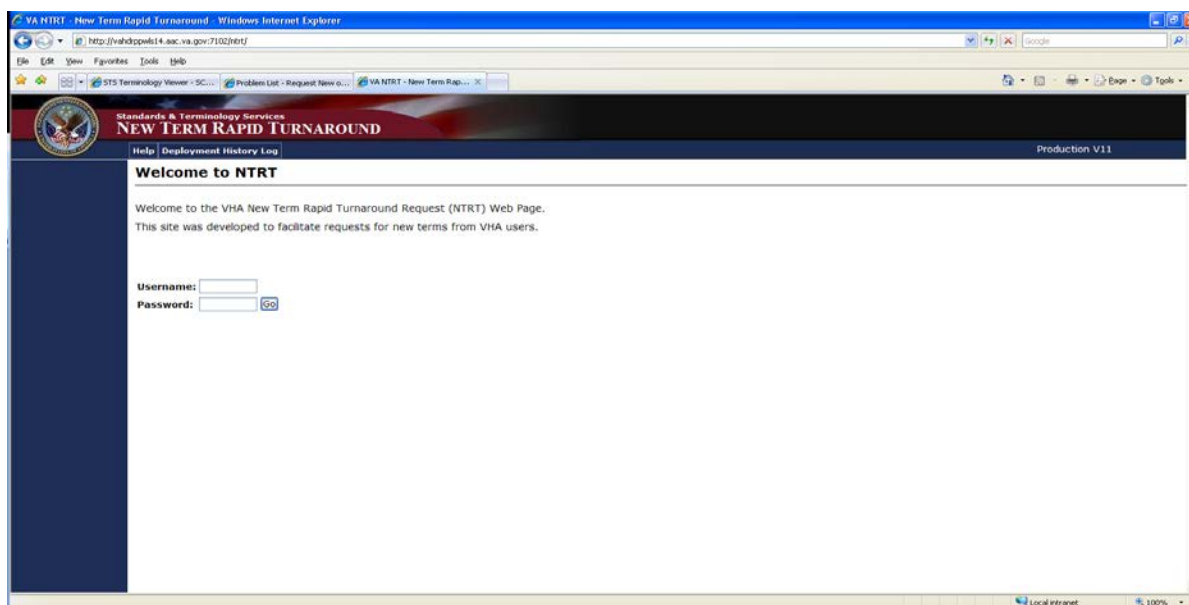 VA NTRT - New Term Rapid Turnaround - Windows Internet Explorer
http://vahdrppwls14.aac.va.gov:7102/ntrt/
Google
File Edit View Favorites Tools Help
STS Terminology Viewer - SC... Problem List - Request New o... VA NTRT - New Term Rap... Page Tools
Standards & Terminology Services
NEW TERM RAPID TURNAROUND
Help Deployment History Log Production V11
Welcome to NTRT
Welcome to the VHA New Term Rapid Turnaround Request (NTRT) Web Page.
This site was developed to facilitate requests for new terms from VHA users.
Username:
Password: Go
Local intranet 100%